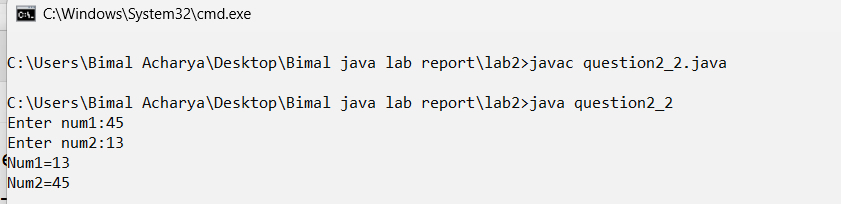 C:\Windows\System32\cmd.exe
C:\Users\Bimal Acharya\Desktop\Bimal java lab report\lab2>javac question2_2.java
C:\Users\Bimal Acharya\Desktop\Bimal java lab report\lab2>java question2_2
Enter num1:45
Enter num2:13
Num1=13
Num2=45